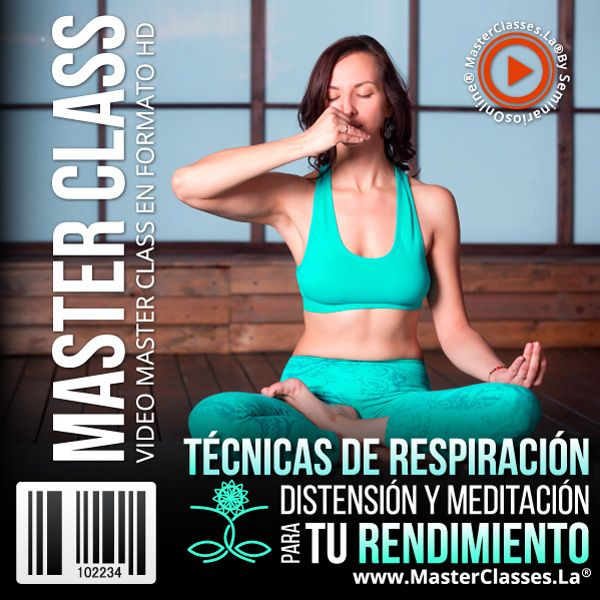 MASTER CLASS
VIDEO MASTER CLASS EN FORMATO HD
MasterClasses.La®By SeminariosOnline®
TÉCNICAS DE RESPIRACIÓN
DISTENSIÓN Y MEDITACIÓN
PARA TU RENDIMIENTO
www.MasterClasses.La®
102234